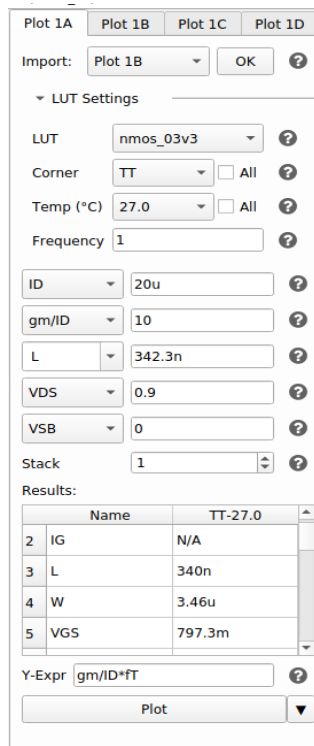 Plot 1A Plot 1B Plot 1C Plot 1D
Import: Plot 1B OK ?
LUT Settings
LUT nmos_03v3 ?
Corner TT All ?
Temp (°C) 27.0 All ?
Frequency 1 ?
ID 20u ?
gm/ID 10 ?
L 342.3n ?
VDS 0.9 ?
VSB 0 ?
Stack 1 ?
Results:
Name TT-27.0
2 IG N/A
3 L 340n
4 W 3.46u
5 VGS 797.3m
Y-Expr gm/ID*fT ?
Plot